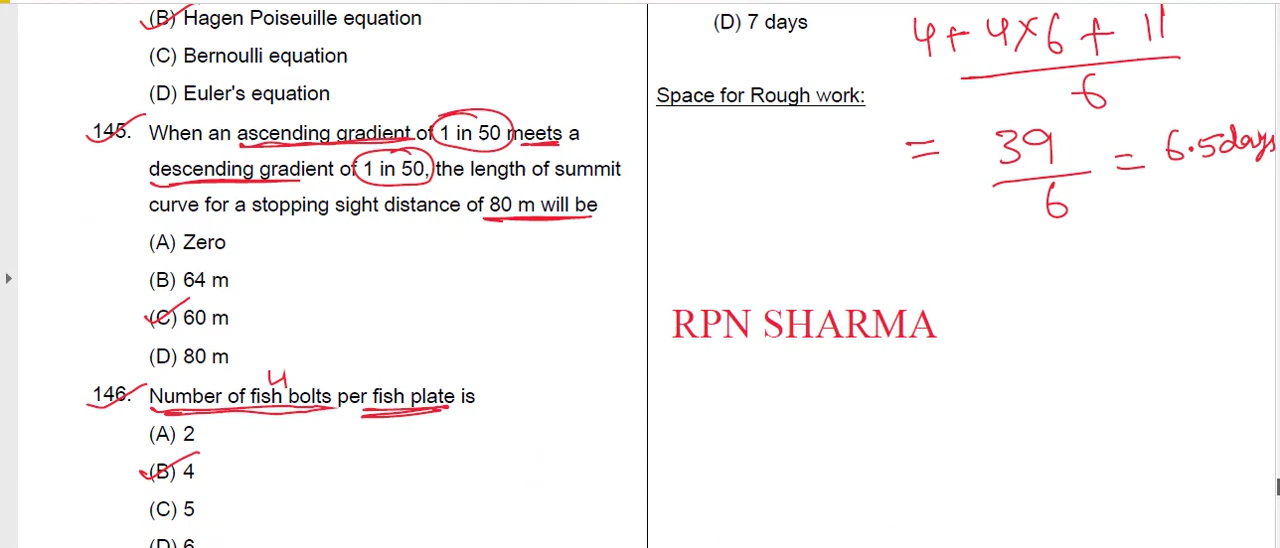 (B) Hagen Poiseuille equation
(C) Bernoulli equation
(D) Euler's equation
145. When an ascending gradient of 1 in 50 meets a
descending gradient of 1 in 50, the length of summit
curve for a stopping sight distance of 80 m will be
(A) Zero
(B) 64 m
(C) 60 m
(D) 80 m
4
146. Number of fish bolts per fish plate is
(A) 2
(B) 4
(C) 5
(D) 6
(D) 7 days
4 + 4×6 + 11
6
Space for Rough work:
= 39 = 6.5 days
6
RPN SHARMA